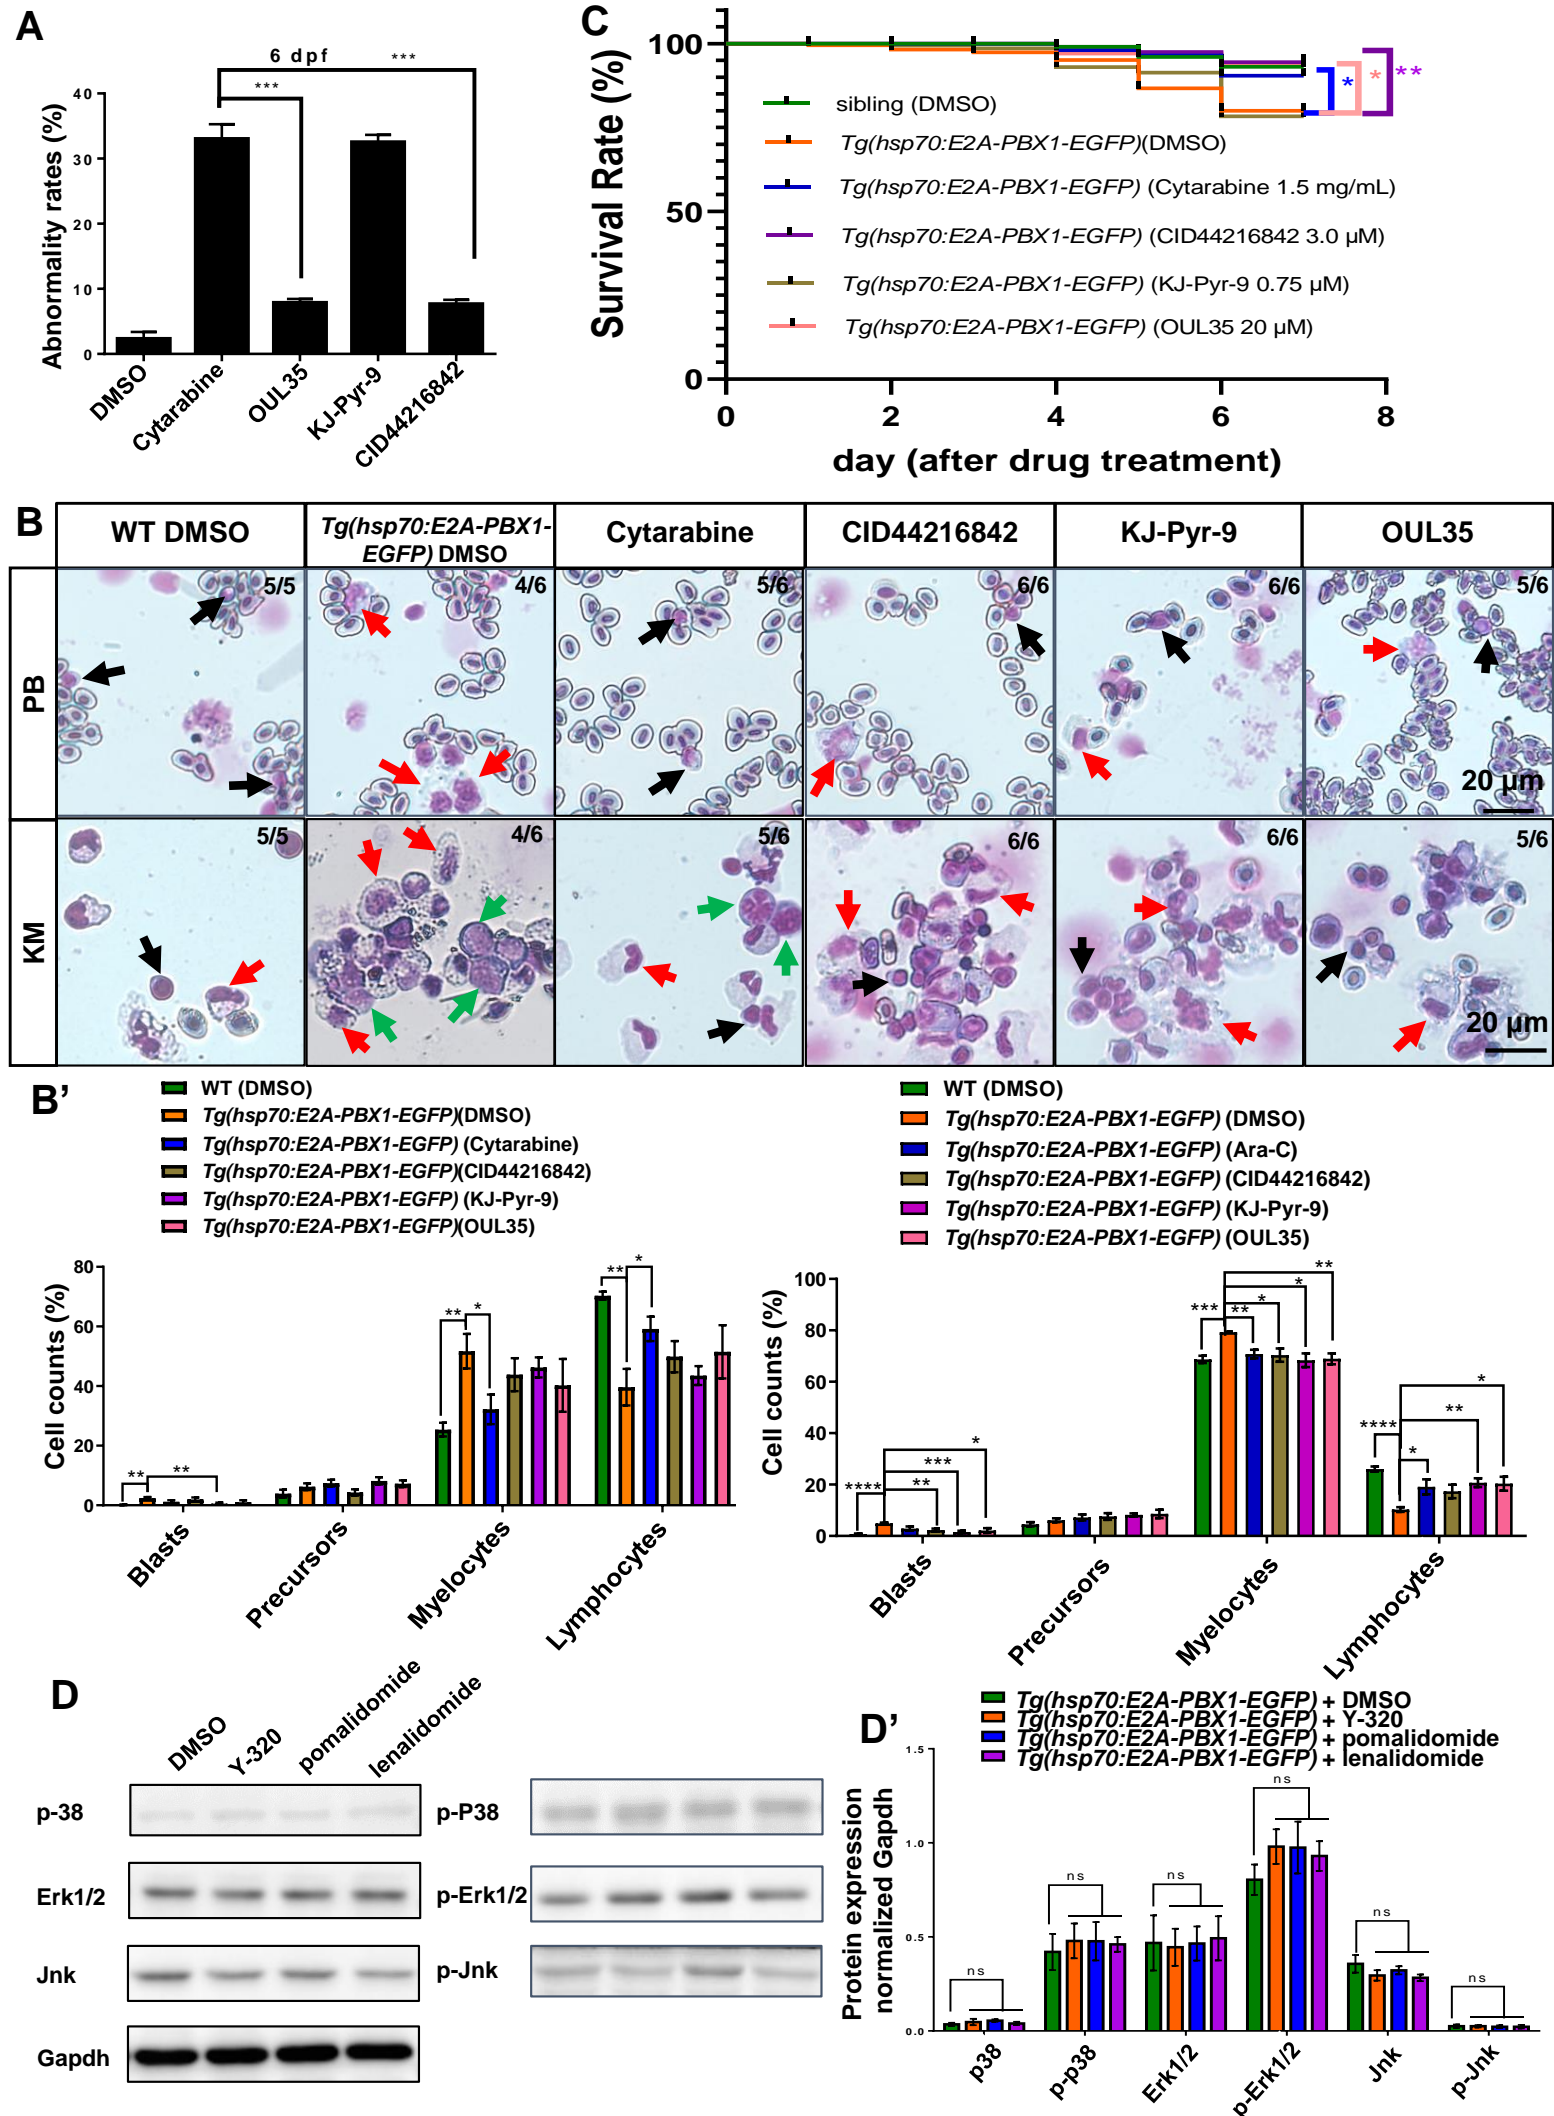 A
6 dpf
***
***
Abnormality rates (%)
40
30
20
10
0
DMSO
Cytarabine
OUL35
KJ-Pyr-9
CID44216842
C
Survival Rate (%)
100
50
0
0 2 4 6 8
day (after drug treatment)
sibling (DMSO)
Tg(hsp70:E2A-PBX1-EGFP)(DMSO)
Tg(hsp70:E2A-PBX1-EGFP) (Cytarabine 1.5 mg/mL)
Tg(hsp70:E2A-PBX1-EGFP) (CID44216842 3.0 µM)
Tg(hsp70:E2A-PBX1-EGFP) (KJ-Pyr-9 0.75 µM)
Tg(hsp70:E2A-PBX1-EGFP) (OUL35 20 µM)
* * **
B
WT DMSO
Tg(hsp70:E2A-PBX1-
EGFP) DMSO
Cytarabine
CID44216842
KJ-Pyr-9
OUL35
PB
5/5
4/6
5/6
6/6
6/6
5/6
20 µm
KM
5/5
4/6
5/6
6/6
6/6
5/6
20 µm
B'
WT (DMSO)
Tg(hsp70:E2A-PBX1-EGFP)(DMSO)
Tg(hsp70:E2A-PBX1-EGFP) (Cytarabine)
Tg(hsp70:E2A-PBX1-EGFP)(CID44216842)
Tg(hsp70:E2A-PBX1-EGFP) (KJ-Pyr-9)
Tg(hsp70:E2A-PBX1-EGFP)(OUL35)
Cell counts (%)
80
60
40
20
0
** **
** *
** *
Blasts
Precursors
Myelocytes
Lymphocytes
WT (DMSO)
Tg(hsp70:E2A-PBX1-EGFP) (DMSO)
Tg(hsp70:E2A-PBX1-EGFP) (Ara-C)
Tg(hsp70:E2A-PBX1-EGFP) (CID44216842)
Tg(hsp70:E2A-PBX1-EGFP) (KJ-Pyr-9)
Tg(hsp70:E2A-PBX1-EGFP) (OUL35)
Cell counts (%)
100
80
60
40
20
0
*
***
**
****
**
*
*
**
***
*
**
*
****
Blasts
Precursors
Myelocytes
Lymphocytes
D
DMSO
Y-320
pomalidomide
lenalidomide
p-38
Erk1/2
Jnk
Gapdh
p-P38
p-Erk1/2
p-Jnk
D'
Tg(hsp70:E2A-PBX1-EGFP) + DMSO
Tg(hsp70:E2A-PBX1-EGFP) + Y-320
Tg(hsp70:E2A-PBX1-EGFP) + pomalidomide
Tg(hsp70:E2A-PBX1-EGFP) + lenalidomide
Protein expression
normalized Gapdh
1.5
1.0
0.5
0.0
ns
ns
ns
ns
ns
ns
p38
p-p38
Erk1/2
p-Erk1/2
Jnk
p-Jnk